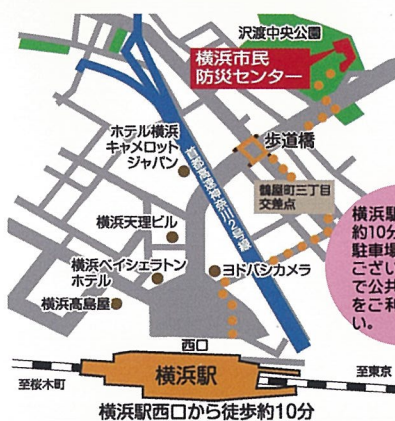 沢渡中央公園
横浜市民
防災センター
歩道橋
ホテル横浜
キャメロット
ジャパン
首都高速神奈川2号線
鶴屋町三丁目
交差点
横浜天理ビル
横浜駅
約10分
駐車場
ござい
で公共
をご利
い。
横浜ベイシェラトン
ホテル
ヨドバシカメラ
横浜髙島屋
西口
横浜駅
至桜木町
至東京
横浜駅西口から徒歩約10分